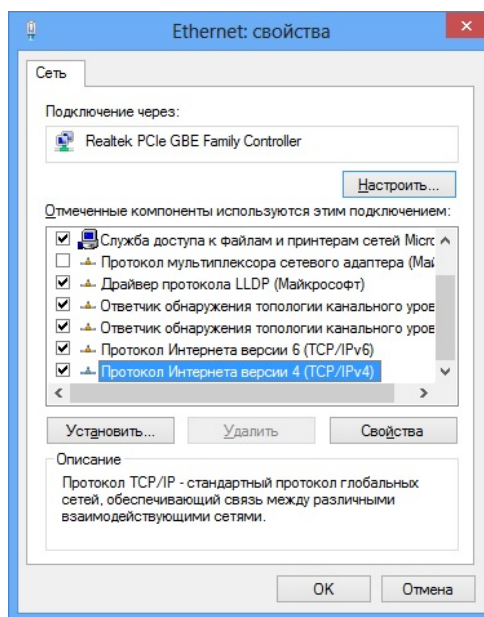 Ethernet: свойства
Сеть
Подключение через:
Realtek PCIe GBE Family Controller
Настроить...
Отмеченные компоненты используются этим подключением:
Служба доступа к файлам и принтерам сетей Micro
Протокол мультиплексора сетевого адаптера (Май
Драйвер протокола LLDP (Майкрософт)
Ответчик обнаружения топологии канального уров
Ответчик обнаружения топологии канального уров
Протокол Интернета версии 6 (TCP/IPv6)
Протокол Интернета версии 4 (TCP/IPv4)
Установить...
Удалить
Свойства
Описание
Протокол TCP/IP - стандартный протокол глобальных
сетей, обеспечивающий связь между различными
взаимодействующими сетями.
OK
Отмена